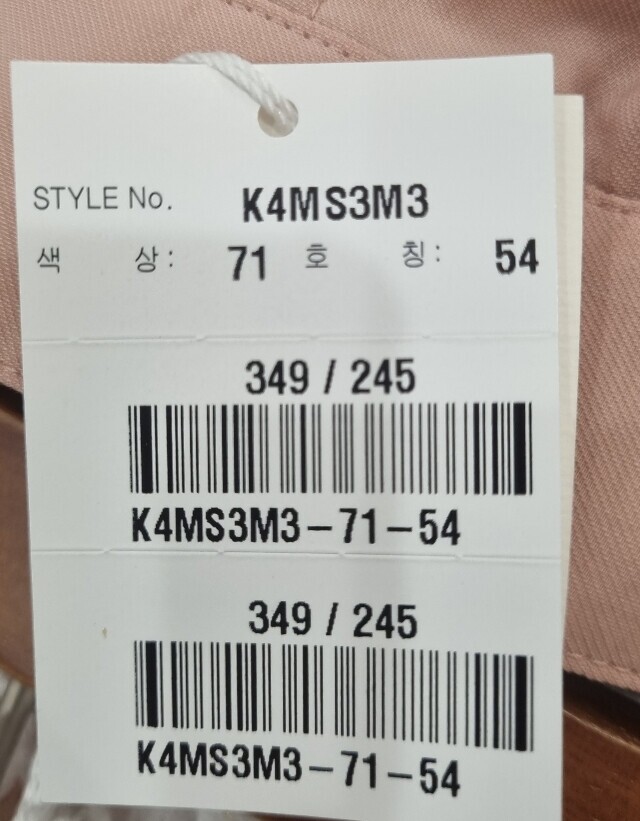 STYLE No. K4MS3M3
색 상: 71 호 칭: 54
349 / 245
K4MS3M3-71-54
349 / 245
K4MS3M3-71-54